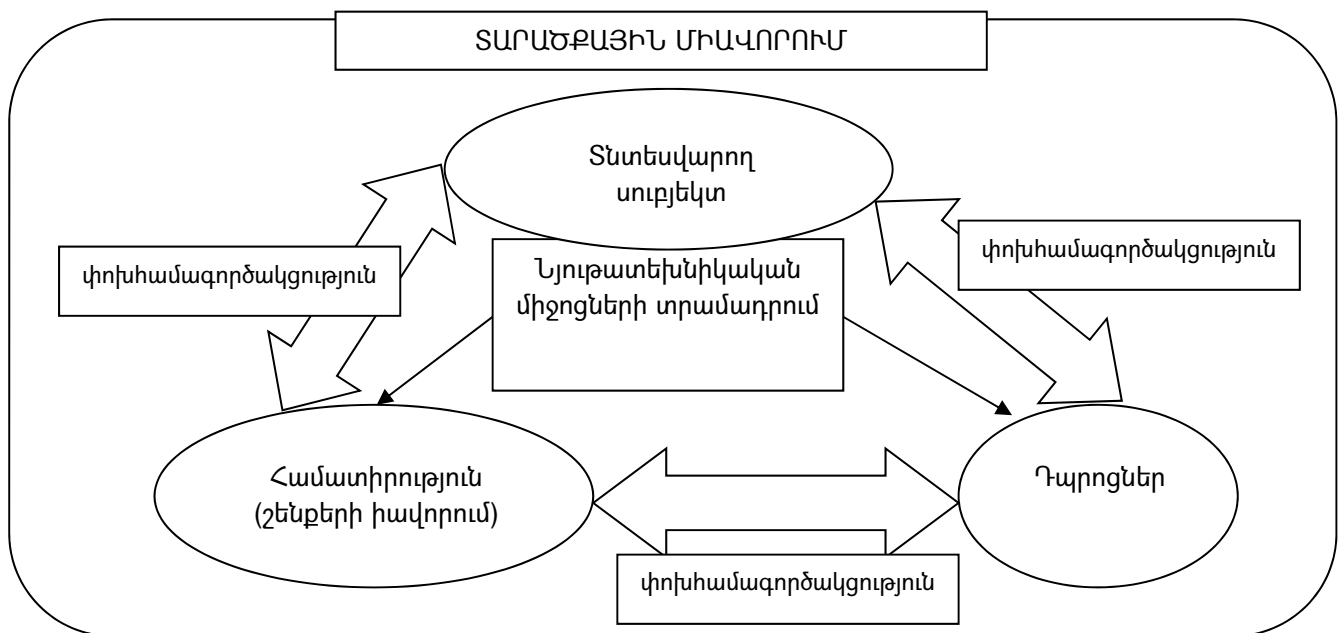 ՏԱՐԱԾՔԱՅԻՆ ՄԻԱՎՈՐՈՒՄ
Տնտեսվարող
սուբյեկտ
փոխհամագործակցություն
փոխհամագործակցություն
Նյութատեխնիկական
միջոցների տրամադրում
Համատիրություն
(շենքերի իավորում)
Դպրոցներ
փոխհամագործակցություն